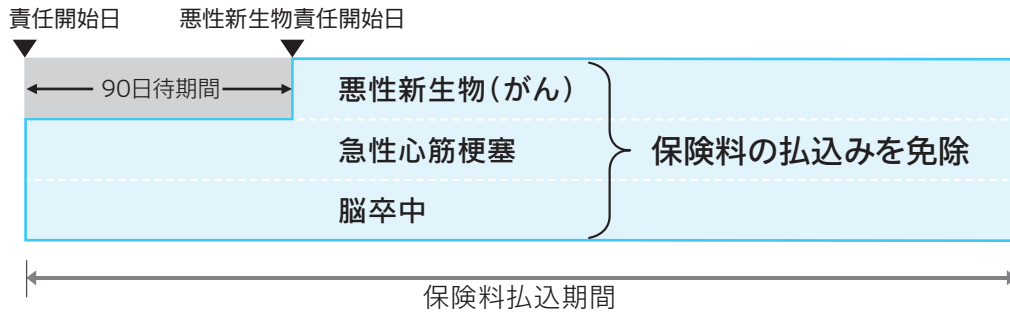 責任開始日
悪性新生物責任開始日
90日待期間
悪性新生物(がん)
急性心筋梗塞
保険料の払込みを免除
脳卒中
保険料払込期間